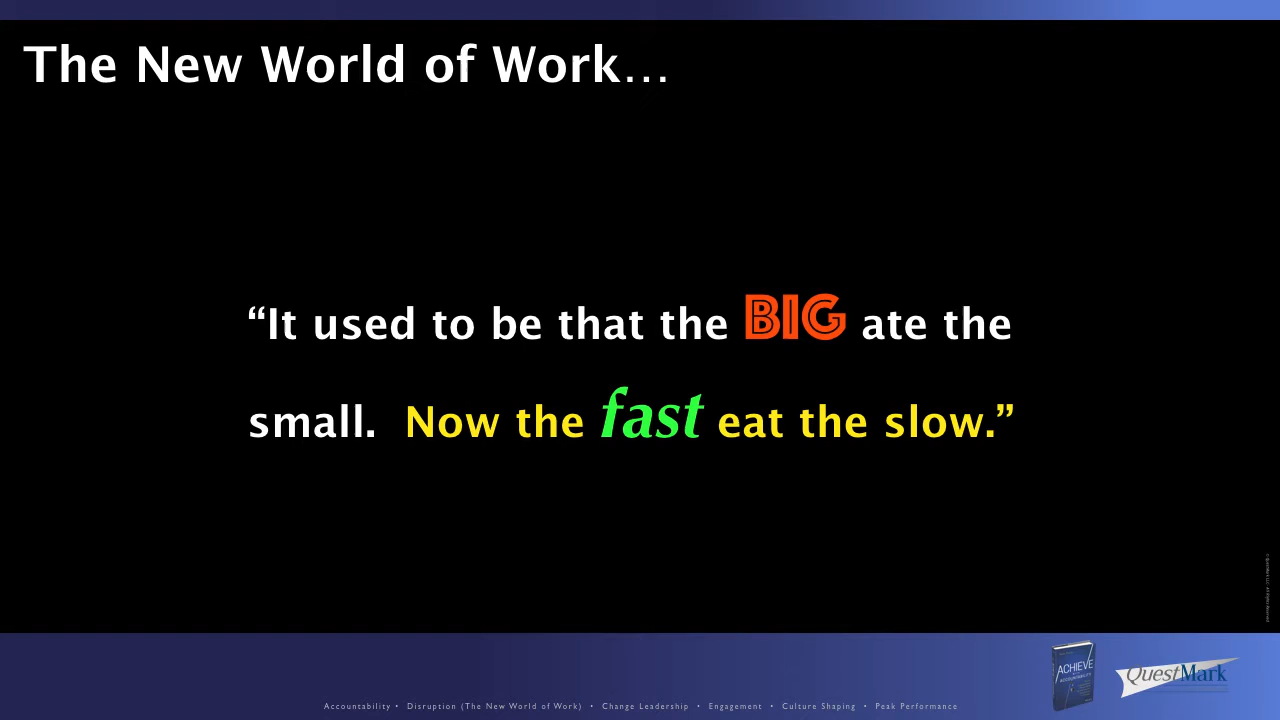 The New World of Work…
“It used to be that the BIG ate the
small. Now the fast eat the slow.”
ACHIEVE
ACCOUNTABILITY
QuestMark
Accountability • Disruption (The New World of Work) • Change Leadership • Engagement • Culture Shaping • Peak Performance